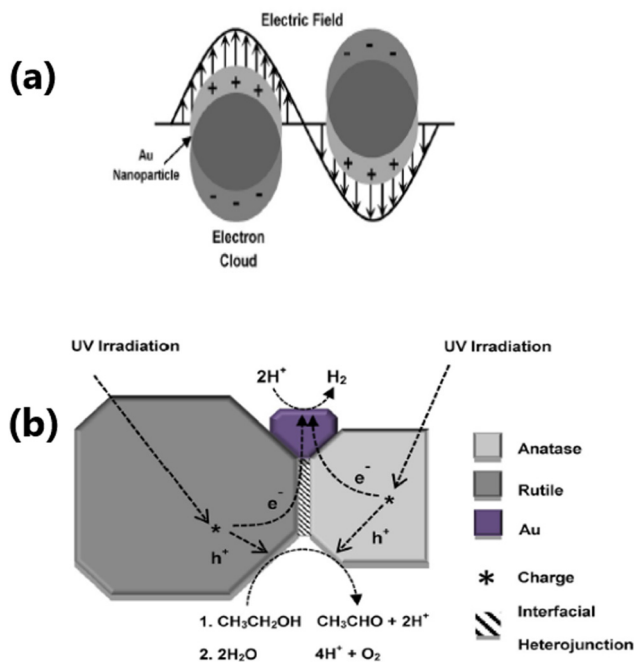 (a)
Electric Field
- - -
+ + +
Au
Nanoparticle
+ + +
- - -
Electron
Cloud
(b)
UV Irradiation
UV Irradiation
2H⁺ H₂
e⁻
e⁻
*
*
h⁺
h⁺
1. CH₃CH₂OH CH₃CHO + 2H⁺
2. 2H₂O 4H⁺ + O₂
Anatase
Rutile
Au
* Charge
Interfacial
Heterojunction